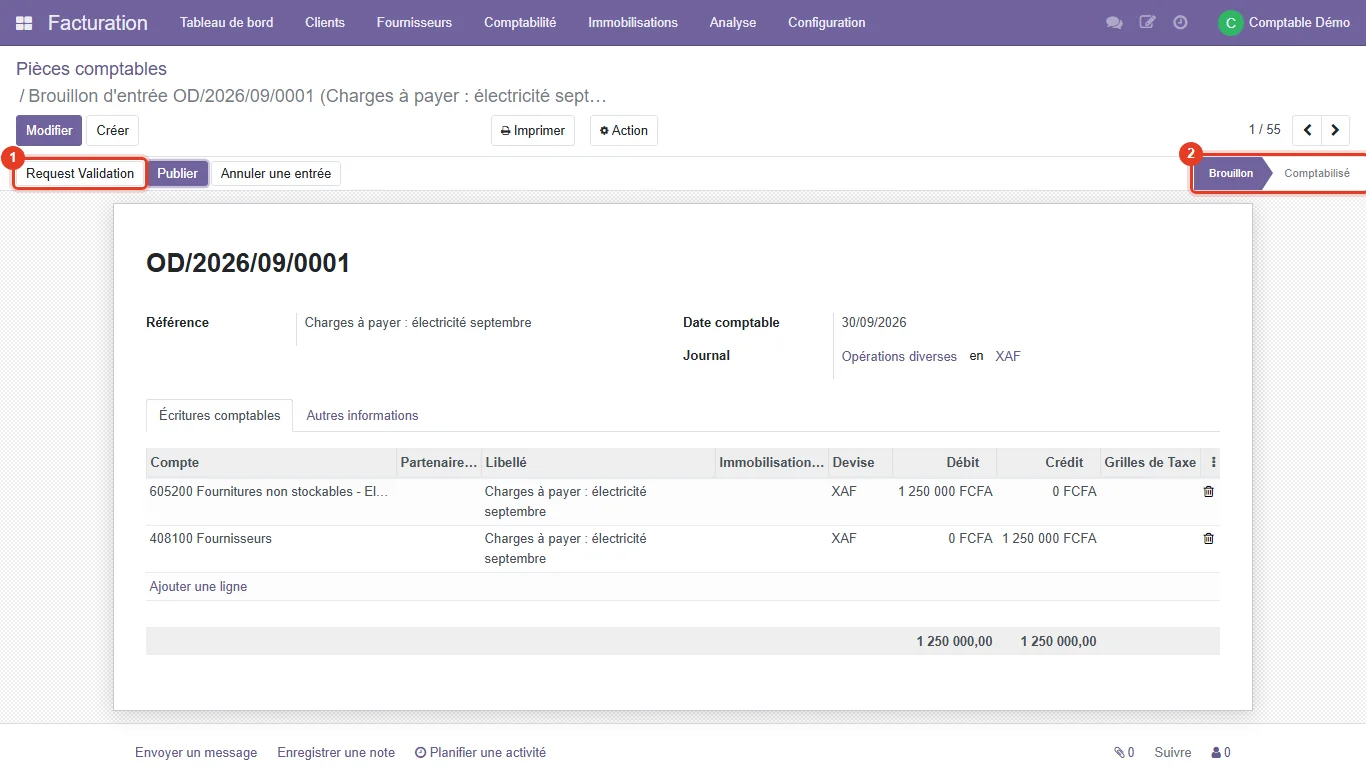 Facturation Tableau de bord Clients Fournisseurs Comptabilité Immobilisations Analyse Configuration C Comptable Démo
Pièces comptables
/ Brouillon d'entrée OD/2026/09/0001 (Charges à payer : électricité sept…
Modifier Créer Imprimer Action 1 / 55
1 2
Request Validation Publier Annuler une entrée Brouillon Comptabilisé
OD/2026/09/0001
Référence Charges à payer : électricité septembre Date comptable 30/09/2026
Journal Opérations diverses en XAF
Écritures comptables Autres informations
Compte Partenaire… Libellé Immobilisation… Devise Débit Crédit Grilles de Taxe
605200 Fournitures non stockables - El… Charges à payer : électricité XAF 1 250 000 FCFA 0 FCFA
septembre
408100 Fournisseurs Charges à payer : électricité XAF 0 FCFA 1 250 000 FCFA
septembre
Ajouter une ligne
1 250 000,00 1 250 000,00
Envoyer un message Enregistrer une note Planifier une activité 0 Suivre 0